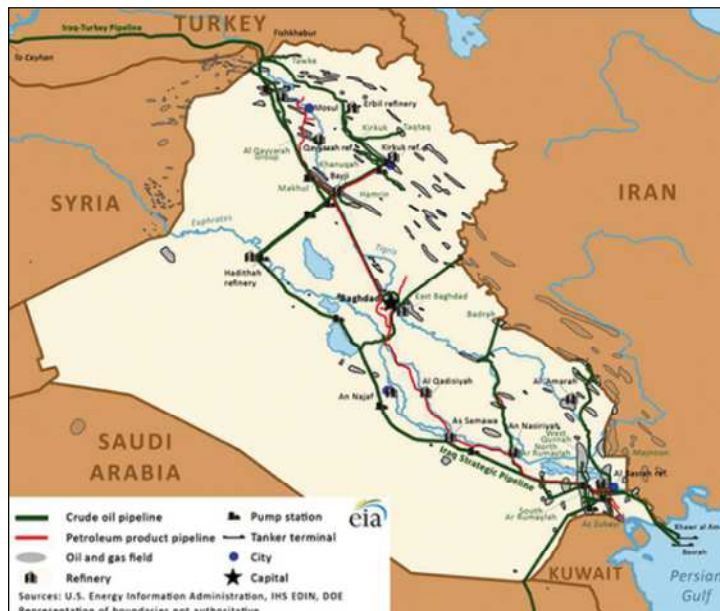 TURKEY
Iraq-Turkey Pipeline
Fishkhabur
To Ceyhan
Tawke
Mosul
Erbil refinery
Kirkuk
Taqtaq
Al Qayyarah
Group
Qayyarah ref.
Kirkuk ref.
Khanuqah
Bayji
Makhul
Hamrin
SYRIA
IRAN
Euphrates
Tigris
Hadithah
refinery
Baghdad
East Baghdad
Badrah
An Najaf
Al Qadisiyah
Al Amarah
As Samawa
An Nasiriyah
West
Qurnah
North
Ar Rumaylah
Majnoon
Iraq Strategic Pipeline
Al Basrah ref.
SAUDI
ARABIA
South
Ar Rumaylah
Az Zubayr
Khawr al Am
Basrah
KUWAIT
Persian
Gulf
Crude oil pipeline
Pump station
eia
Petroleum product pipeline
Tanker terminal
Oil and gas field
City
Refinery
Capital
Sources: U.S. Energy Information Administration, IHS EDIN, DOE
Representation of boundaries not authoritative